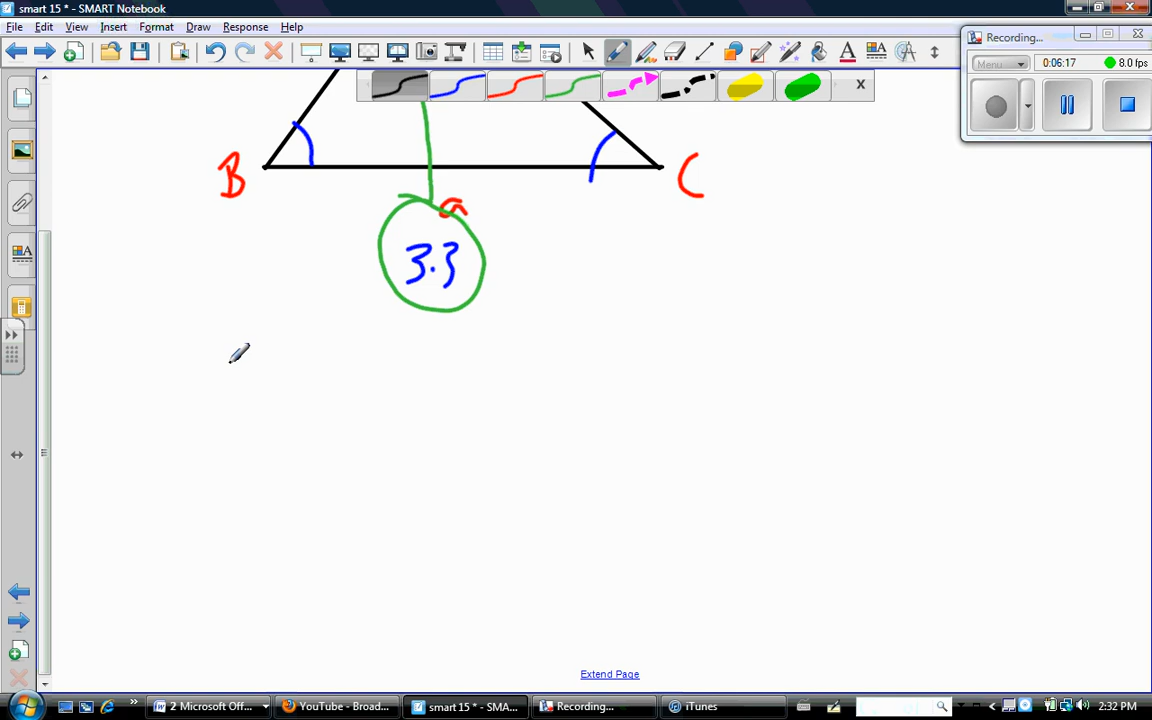 smart 15 * - SMART Notebook
File Edit View Insert Format Draw Response Help
Recording...
Menu 0:06:17 8.0 fps
x
B C
a
3.3
Extend Page
2 Microsoft Off... YouTube - Broad... smart 15 * - SMA... Recording... iTunes 2:32 PM